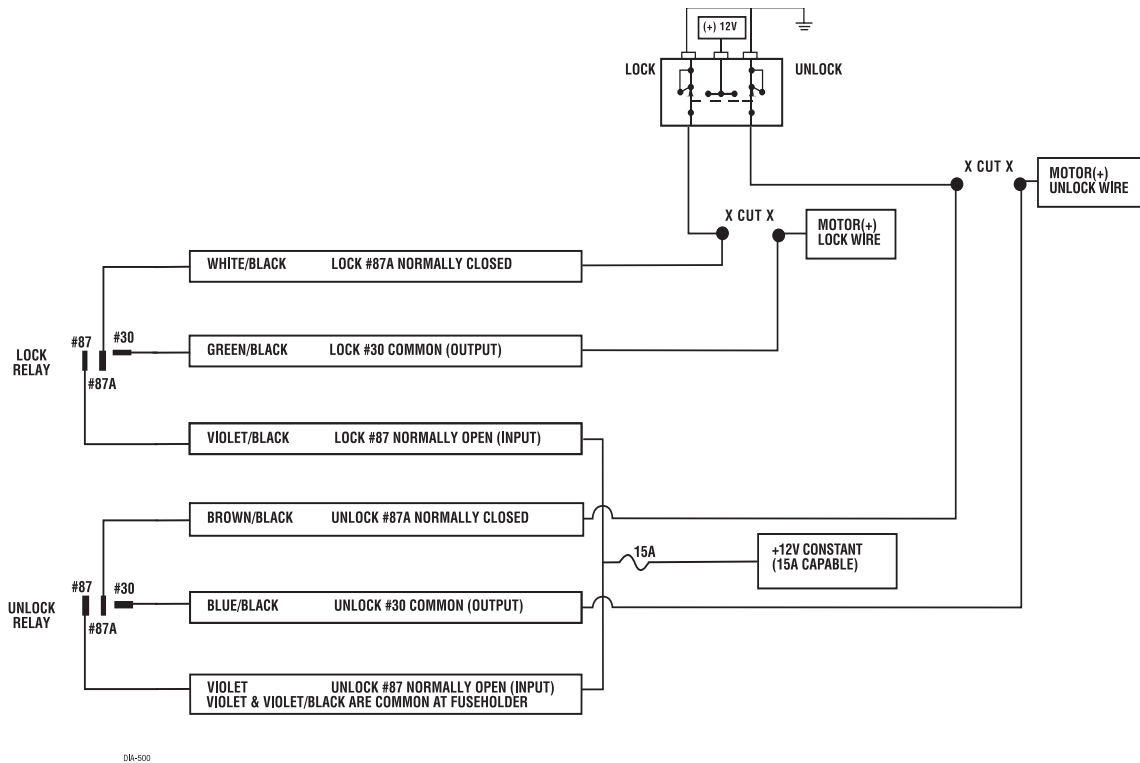 (+) 12V
LOCK
UNLOCK
X CUT X
MOTOR(+)
UNLOCK WIRE
X CUT X
MOTOR(+)
LOCK WIRE
WHITE/BLACK LOCK #87A NORMALLY CLOSED
#87
#30
LOCK
RELAY
#87A
GREEN/BLACK LOCK #30 COMMON (OUTPUT)
VIOLET/BLACK LOCK #87 NORMALLY OPEN (INPUT)
BROWN/BLACK UNLOCK #87A NORMALLY CLOSED
15A
+12V CONSTANT
(15A CAPABLE)
#87
#30
UNLOCK
RELAY
#87A
BLUE/BLACK UNLOCK #30 COMMON (OUTPUT)
VIOLET UNLOCK #87 NORMALLY OPEN (INPUT)
VIOLET & VIOLET/BLACK ARE COMMON AT FUSEHOLDER
DIA-500